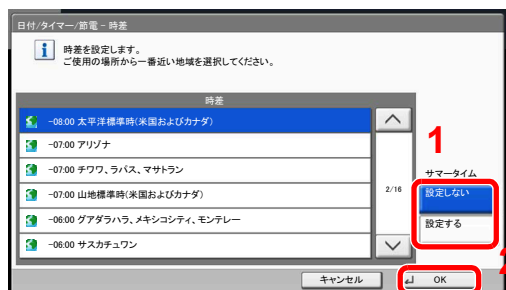 日付/タイマー/節電 - 時差
時差を設定します。
ご使用の場所から一番近い地域を選択してください。
時差
-08:00 太平洋標準時(米国およびカナダ)
-07:00 アリゾナ
-07:00 チワワ、ラパス、マサトラン
-07:00 山地標準時(米国およびカナダ)
-06:00 グアダラハラ、メキシコシティ、モンテレー
-06:00 サスカチュワン
2/16
1
サマータイム
設定しない
設定する
2
キャンセル
OK